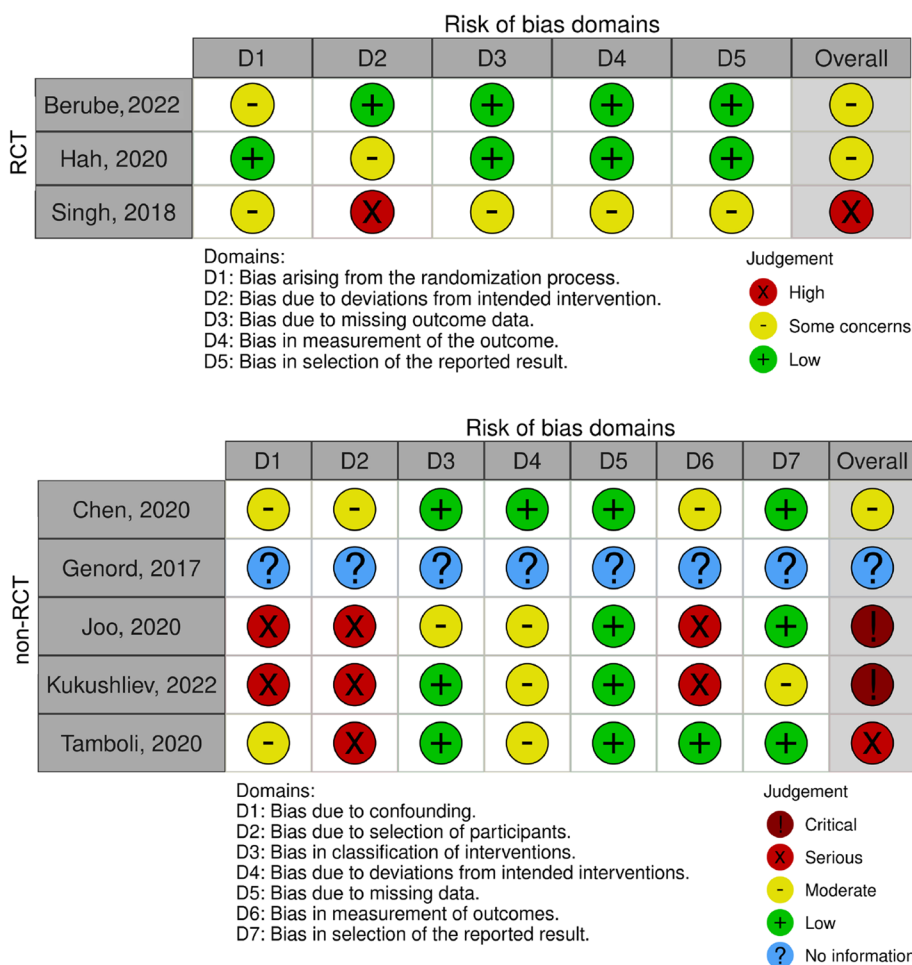 Risk of bias domains
D1 D2 D3 D4 D5 Overall
RCT
Berube, 2022 - + + + + -
Hah, 2020 + - + + + -
Singh, 2018 - X - - - X
Domains:
D1: Bias arising from the randomization process.
D2: Bias due to deviations from intended intervention.
D3: Bias due to missing outcome data.
D4: Bias in measurement of the outcome.
D5: Bias in selection of the reported result.
Judgement
X High
- Some concerns
+ Low
Risk of bias domains
D1 D2 D3 D4 D5 D6 D7 Overall
non-RCT
Chen, 2020 - - + + + - + -
Genord, 2017 ? ? ? ? ? ? ? ?
Joo, 2020 X X - - + X + !
Kukushliev, 2022 X X + - + X - !
Tamboli, 2020 - X + - + + + X
Domains:
D1: Bias due to confounding.
D2: Bias due to selection of participants.
D3: Bias in classification of interventions.
D4: Bias due to deviations from intended interventions.
D5: Bias due to missing data.
D6: Bias in measurement of outcomes.
D7: Bias in selection of the reported result.
Judgement
! Critical
X Serious
- Moderate
+ Low
? No information